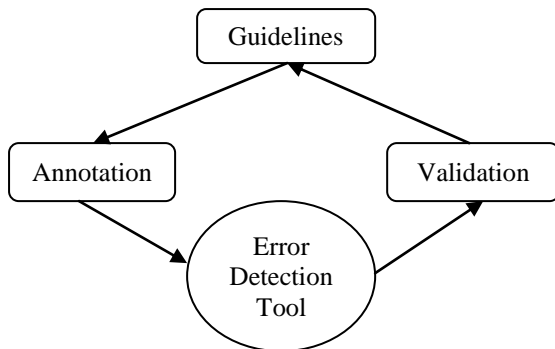 Guidelines
Annotation
Validation
Error
Detection
Tool